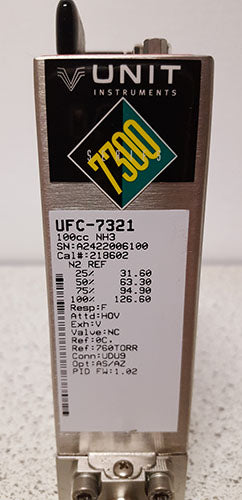 UNIT
INSTRUMENTS
SERIES
7300
UFC-7321
100cc NH3
SN:A2422006100
Cal#:218602
N2 REF
25% 31.60
50% 63.30
75% 94.90
100% 126.60
Resp:F
Attd:HOV
Exh:V
Valve:NC
Ref:0C.
Ref:760TORR
Conn:UDU9
Opt:AS/AZ
PID FW:1.02